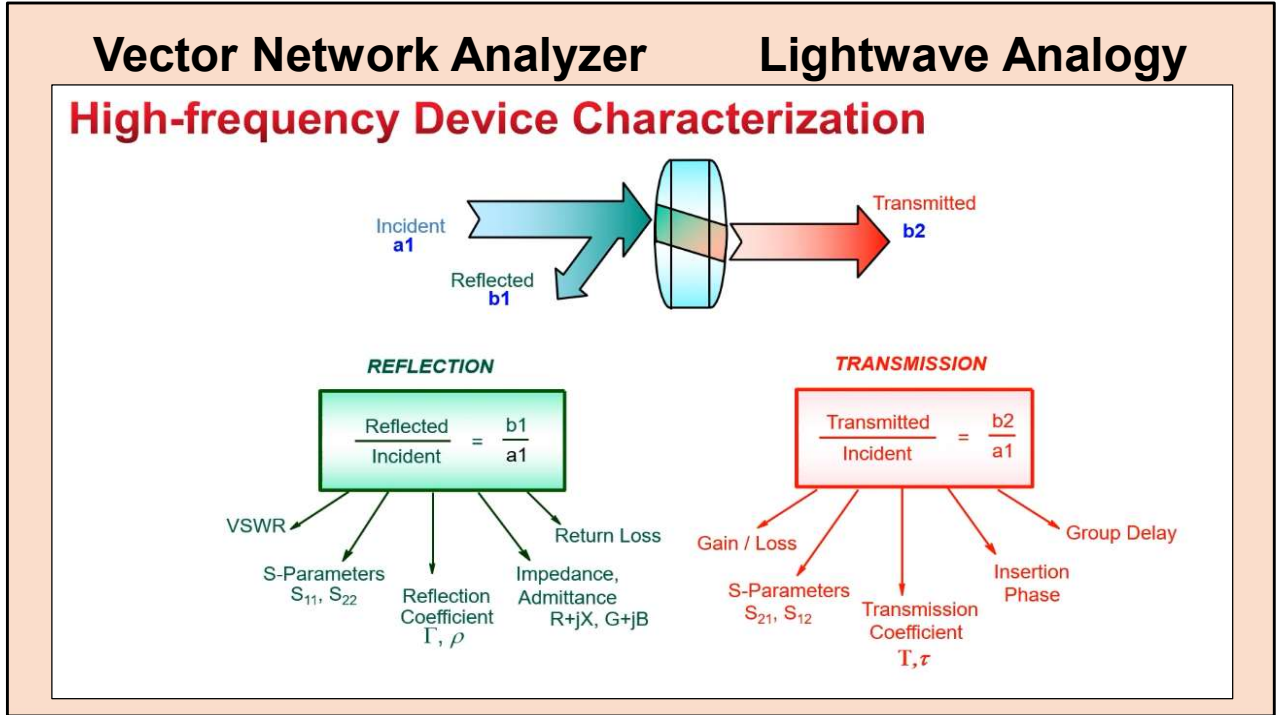 Vector Network Analyzer Lightwave Analogy
High-frequency Device Characterization
Incident
a1
Reflected
b1
Transmitted
b2
REFLECTION
Reflected
Incident
=
b1
a1
VSWR
S-Parameters
S₁₁, S₂₂
Reflection
Coefficient
Γ, ρ
Impedance,
Admittance
R+jX, G+jB
Return Loss
TRANSMISSION
Transmitted
Incident
=
b2
a1
Gain / Loss
S-Parameters
S₂₁, S₁₂
Transmission
Coefficient
T,τ
Insertion
Phase
Group Delay